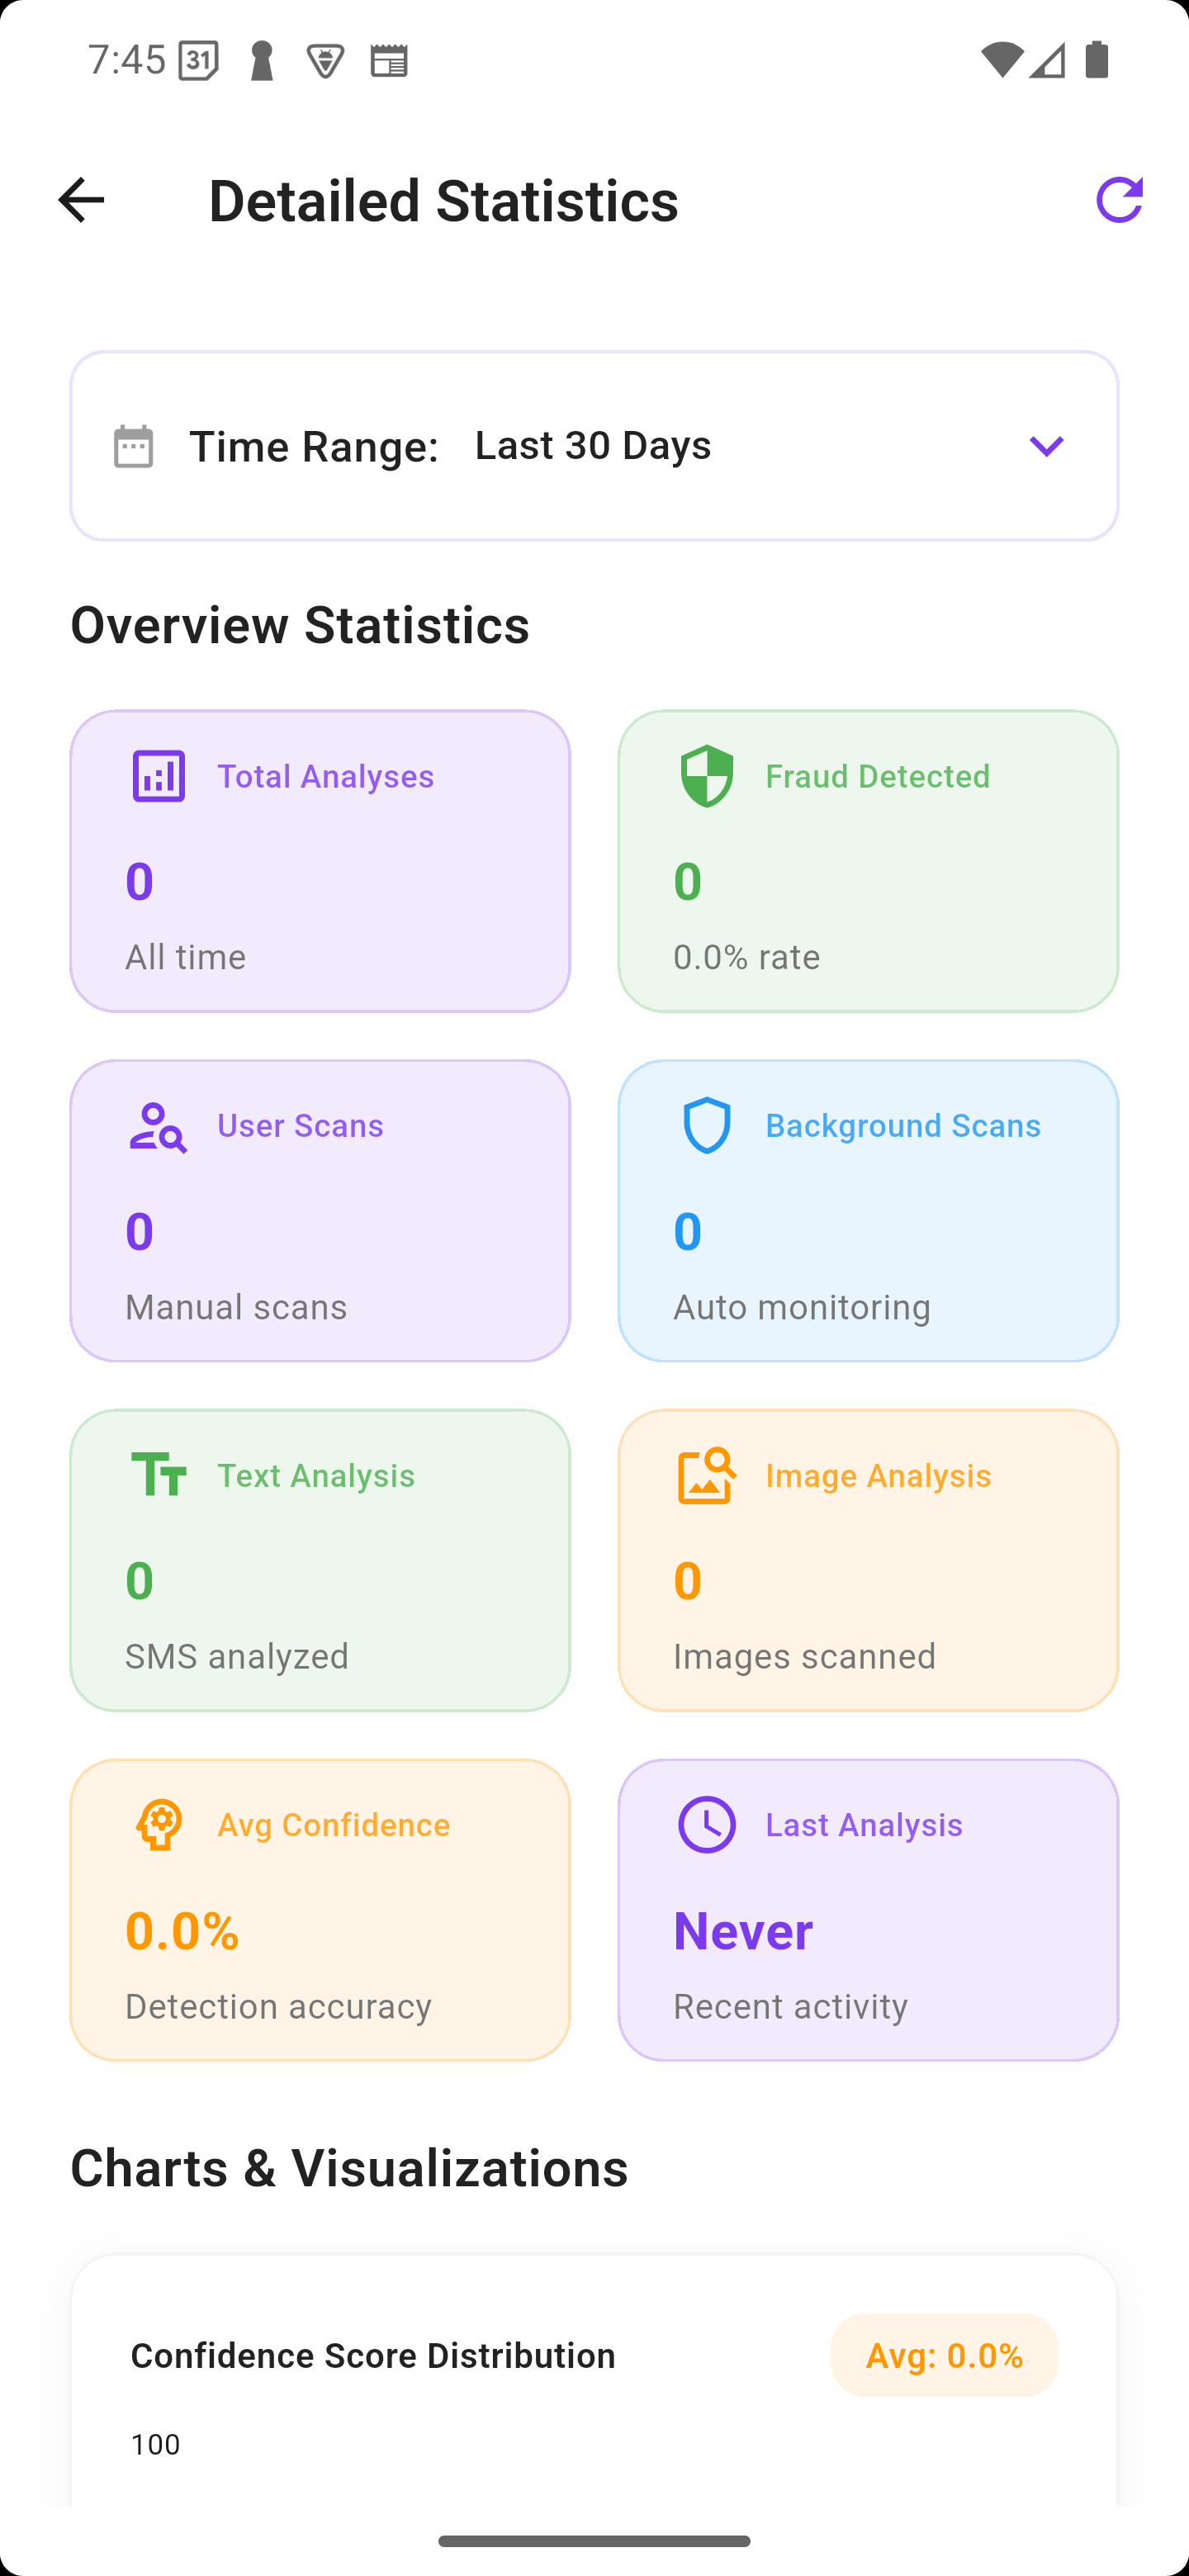 7:45 31
Detailed Statistics
Time Range: Last 30 Days
Overview Statistics
Total Analyses
0
All time
Fraud Detected
0
0.0% rate
User Scans
0
Manual scans
Background Scans
0
Auto monitoring
Text Analysis
0
SMS analyzed
Image Analysis
0
Images scanned
Avg Confidence
0.0%
Detection accuracy
Last Analysis
Never
Recent activity
Charts & Visualizations
Confidence Score Distribution
Avg: 0.0%
100